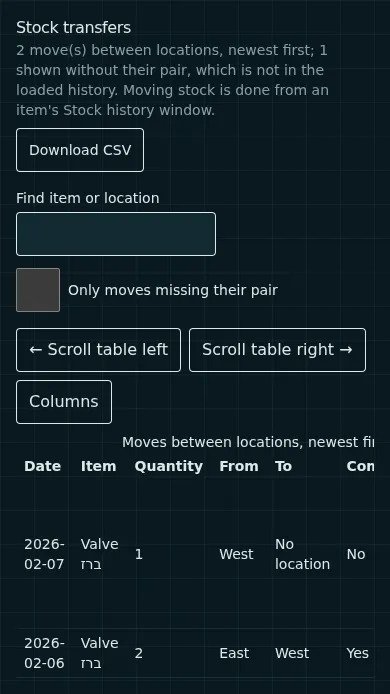 Stock transfers
2 move(s) between locations, newest first; 1
shown without their pair, which is not in the
loaded history. Moving stock is done from an
item's Stock history window.
Download CSV
Find item or location
Only moves missing their pair
← Scroll table left
Scroll table right →
Columns
Moves between locations, newest
Date Item Quantity From To
2026-02-07 Valve ברז 1 West No location No
2026-02-06 Valve ברז 2 East West Yes